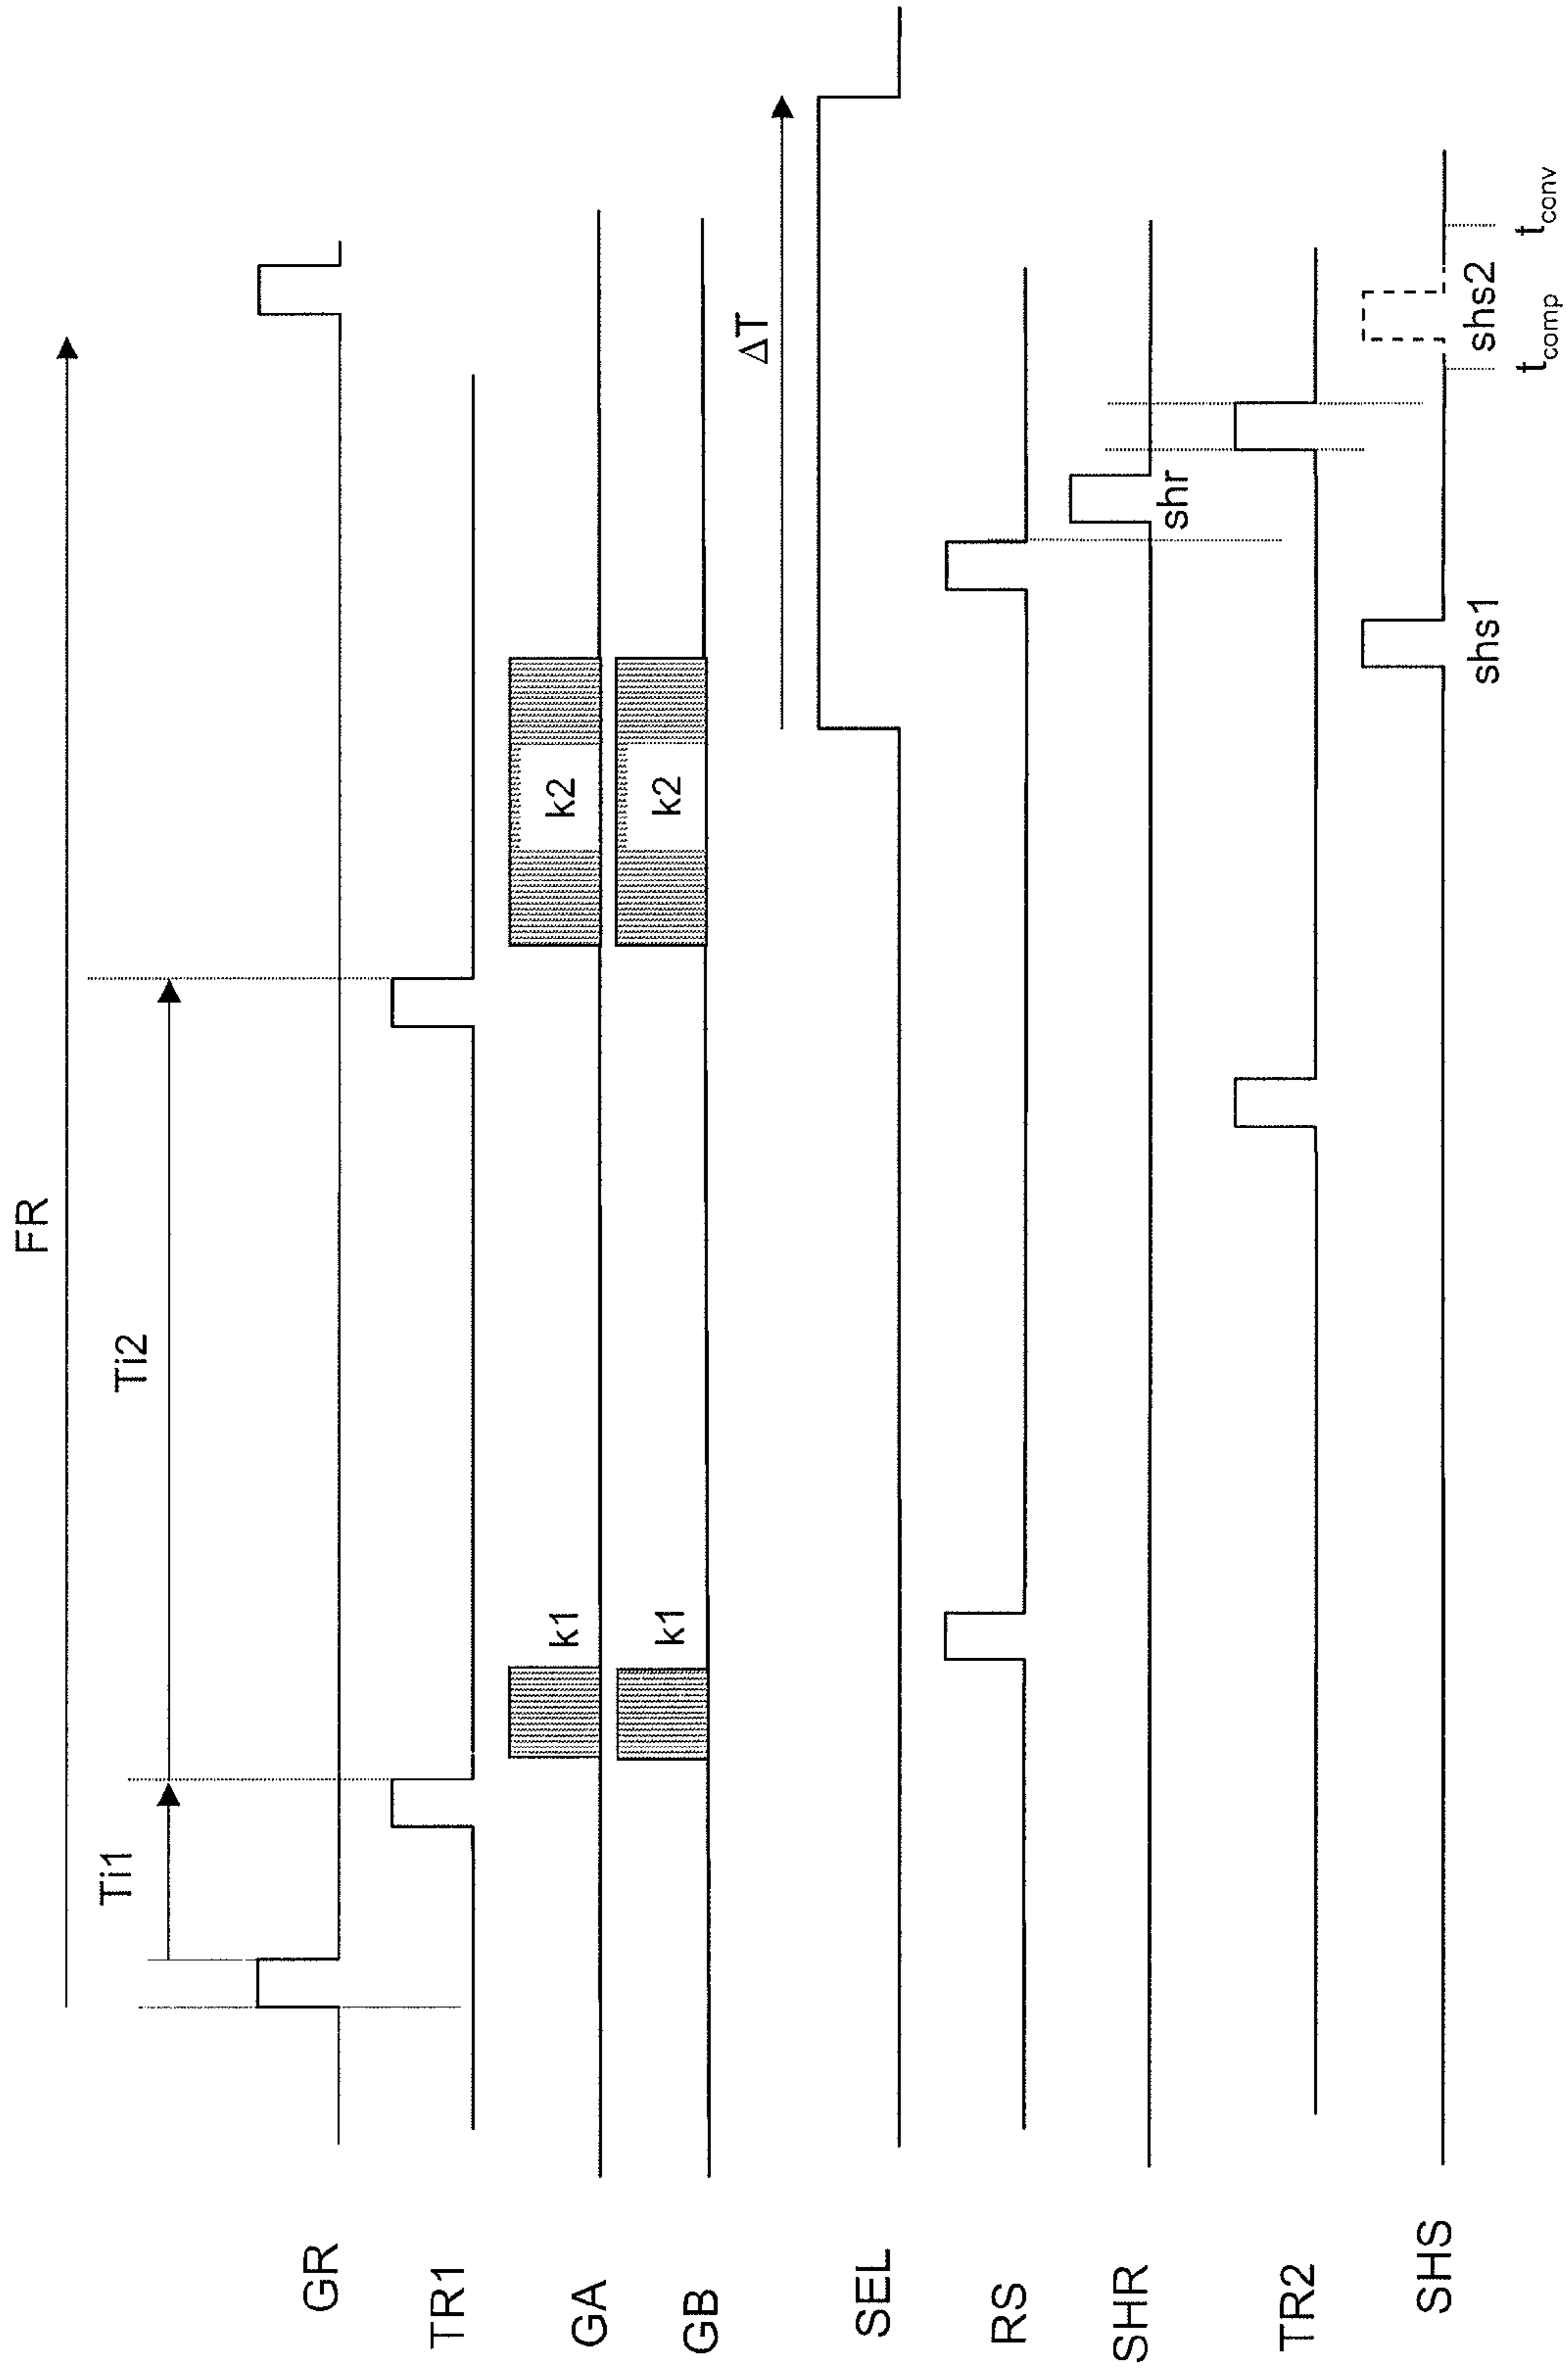 FR
Ti1
Ti2
GR
TR1
GA
k1
k2
GB
k1
k2
ΔT
SEL
RS
SHR
shr
TR2
SHS
shs1
shs2
tcomp
tconv